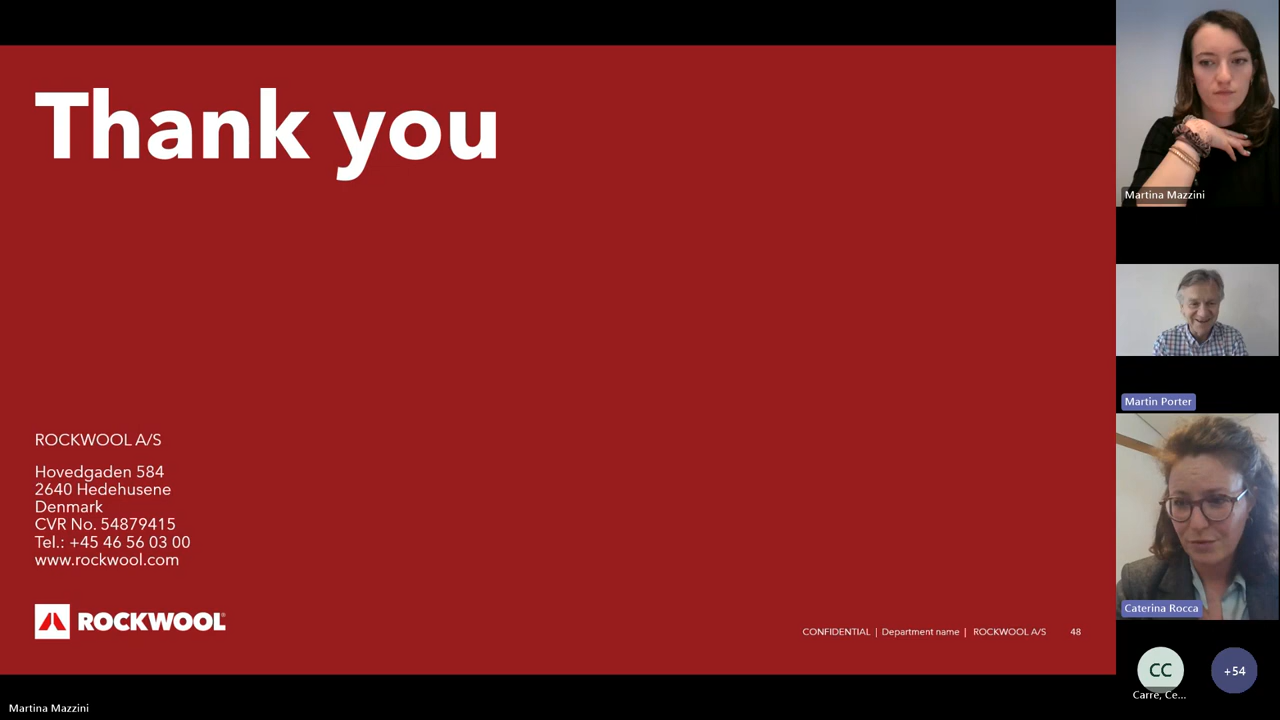 Thank you
ROCKWOOL A/S
Hovedgaden 584
2640 Hedehusene
Denmark
CVR No. 54879415
Tel.: +45 46 56 03 00
www.rockwool.com
ROCKWOOL®
CONFIDENTIAL | Department name | ROCKWOOL A/S 48
Martina Mazzini
Martina Mazzini
Martin Porter
Caterina Rocca
CC
+54
Carre, Ce...